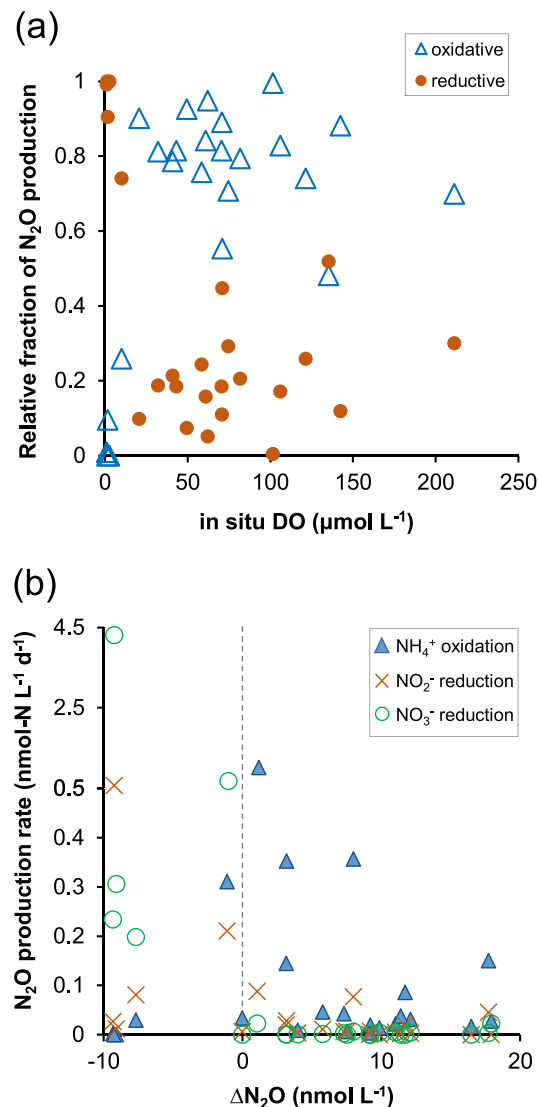 (a)
oxidative
reductive
1
0.8
0.6
0.4
0.2
0
0 50 100 150 200 250
Relative fraction of N₂O production
in situ DO (µmol L⁻¹)
(b)
NH₄⁺ oxidation
NO₂⁻ reduction
NO₃⁻ reduction
4.5
2.5
0.5
0.4
0.3
0.2
0.1
0
-10 0 10 20
N₂O production rate (nmol-N L⁻¹ d⁻¹)
ΔN₂O (nmol L⁻¹)